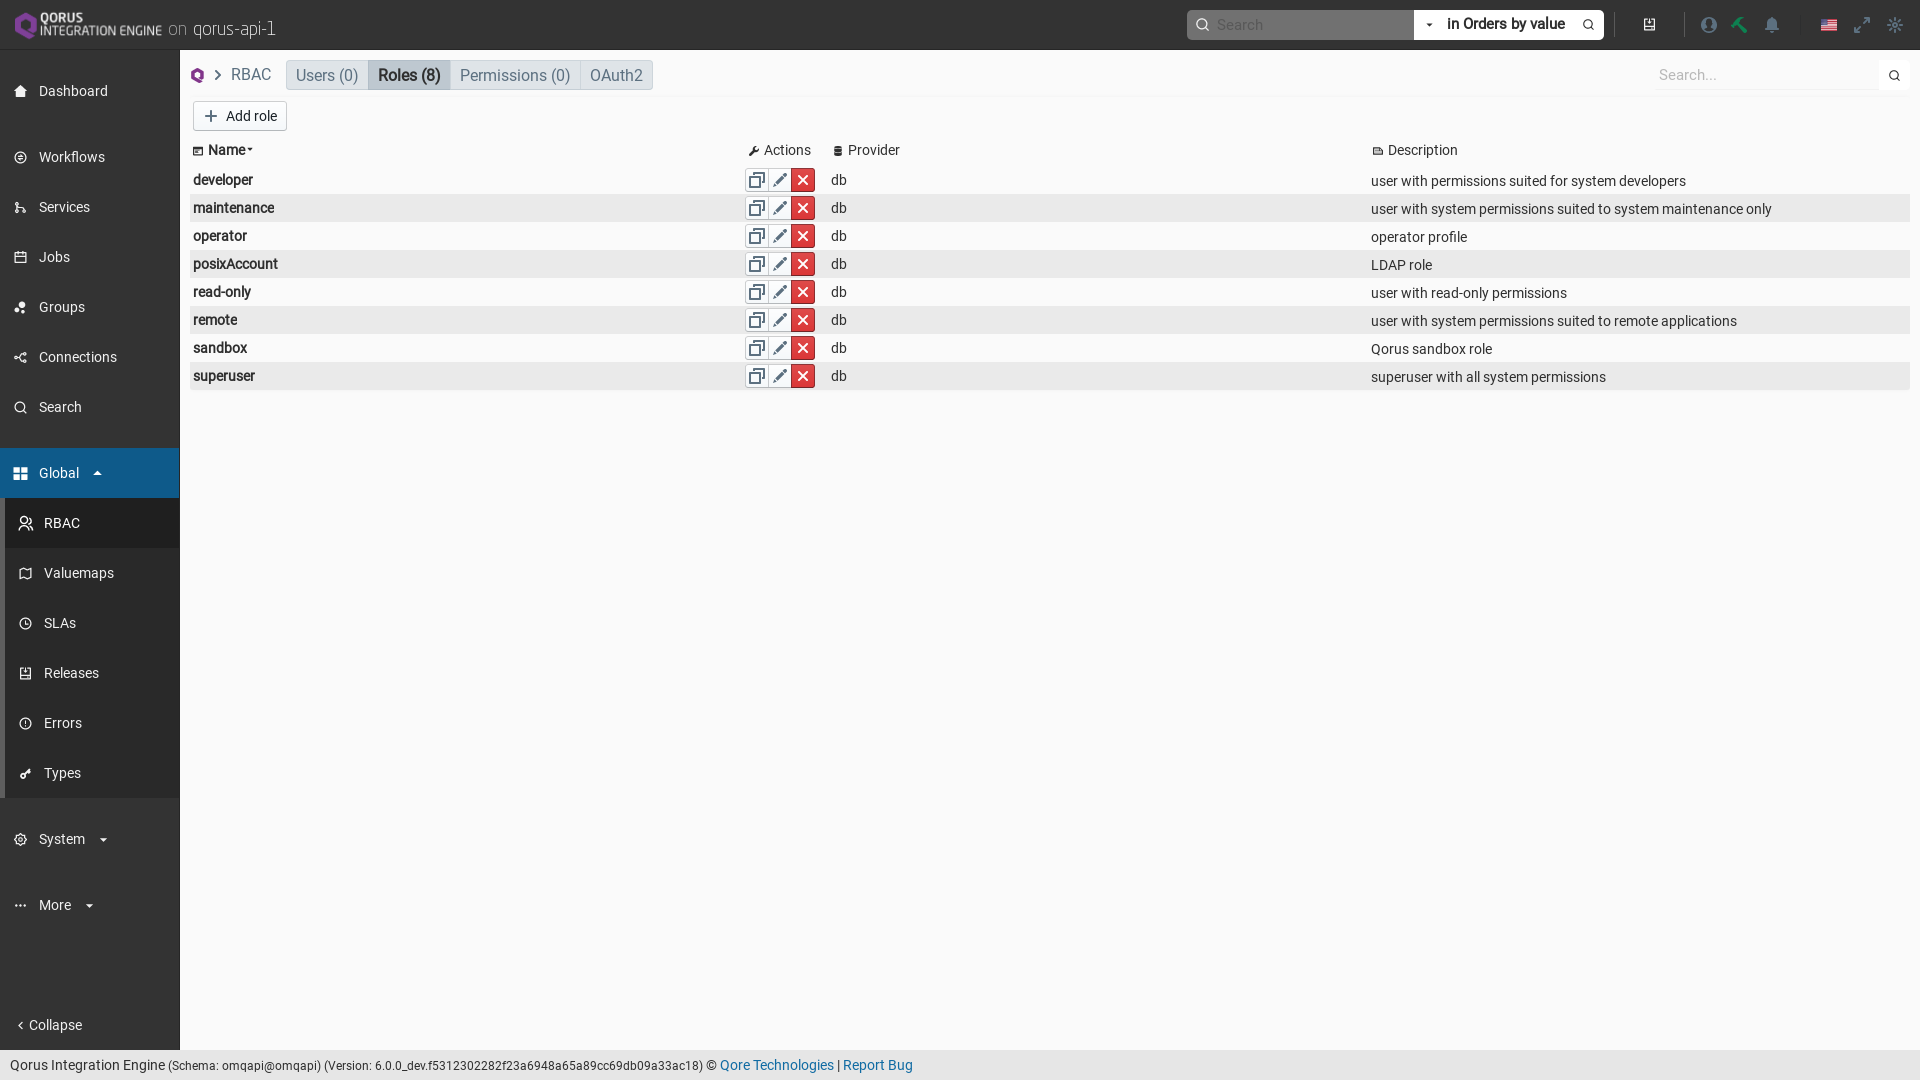 QORUS
INTEGRATION ENGINE on qorus-api-1
Search
in Orders by value
RBAC
Users (0)
Roles (8)
Permissions (0)
OAuth2
Search...
Add role
Name Actions Provider Description
developer db user with permissions suited for system developers
maintenance db user with system permissions suited to system maintenance only
operator db operator profile
posixAccount db LDAP role
read-only db user with read-only permissions
remote db user with system permissions suited to remote applications
sandbox db Qorus sandbox role
superuser db superuser with all system permissions
Dashboard
Workflows
Services
Jobs
Groups
Connections
Search
Global
RBAC
Valuemaps
SLAs
Releases
Errors
Types
System
More
Collapse
Qorus Integration Engine (Schema: omqapi@omqapi) (Version: 6.0.0_dev.f5312302282f23a6948a65a89cc69db09a33ac18) © Qore Technologies | Report Bug